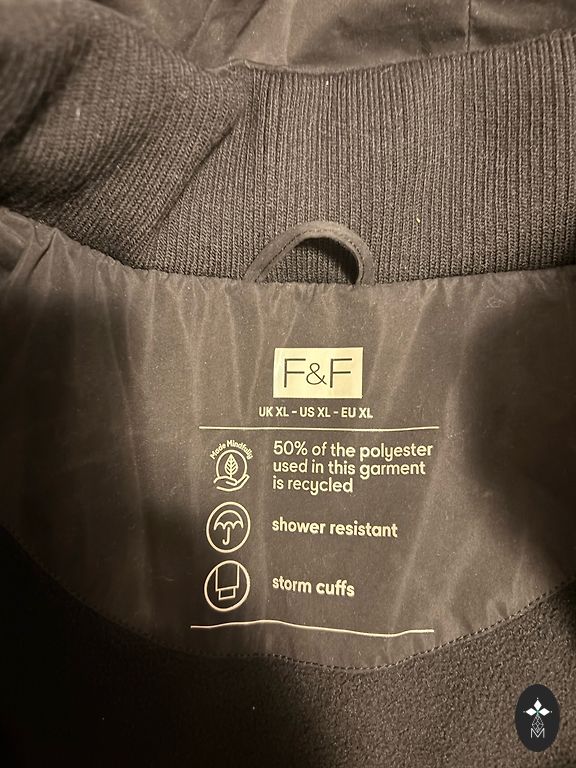 F&F
UK XL - US XL - EU XL
Made Mindfully
50% of the polyester
used in this garment
is recycled
shower resistant
storm cuffs
M